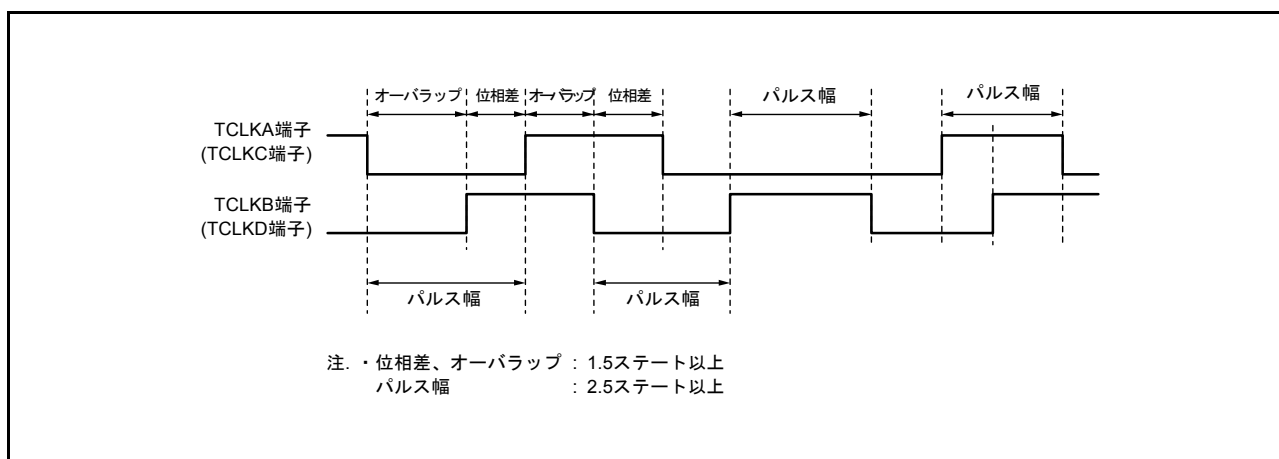 オーバラップ 位相差 オーバラップ 位相差 パルス幅 パルス幅
TCLKA端子
(TCLKC端子)
TCLKB端子
(TCLKD端子)
パルス幅 パルス幅
注. ・位相差、オーバラップ : 1.5ステート以上
パルス幅 : 2.5ステート以上